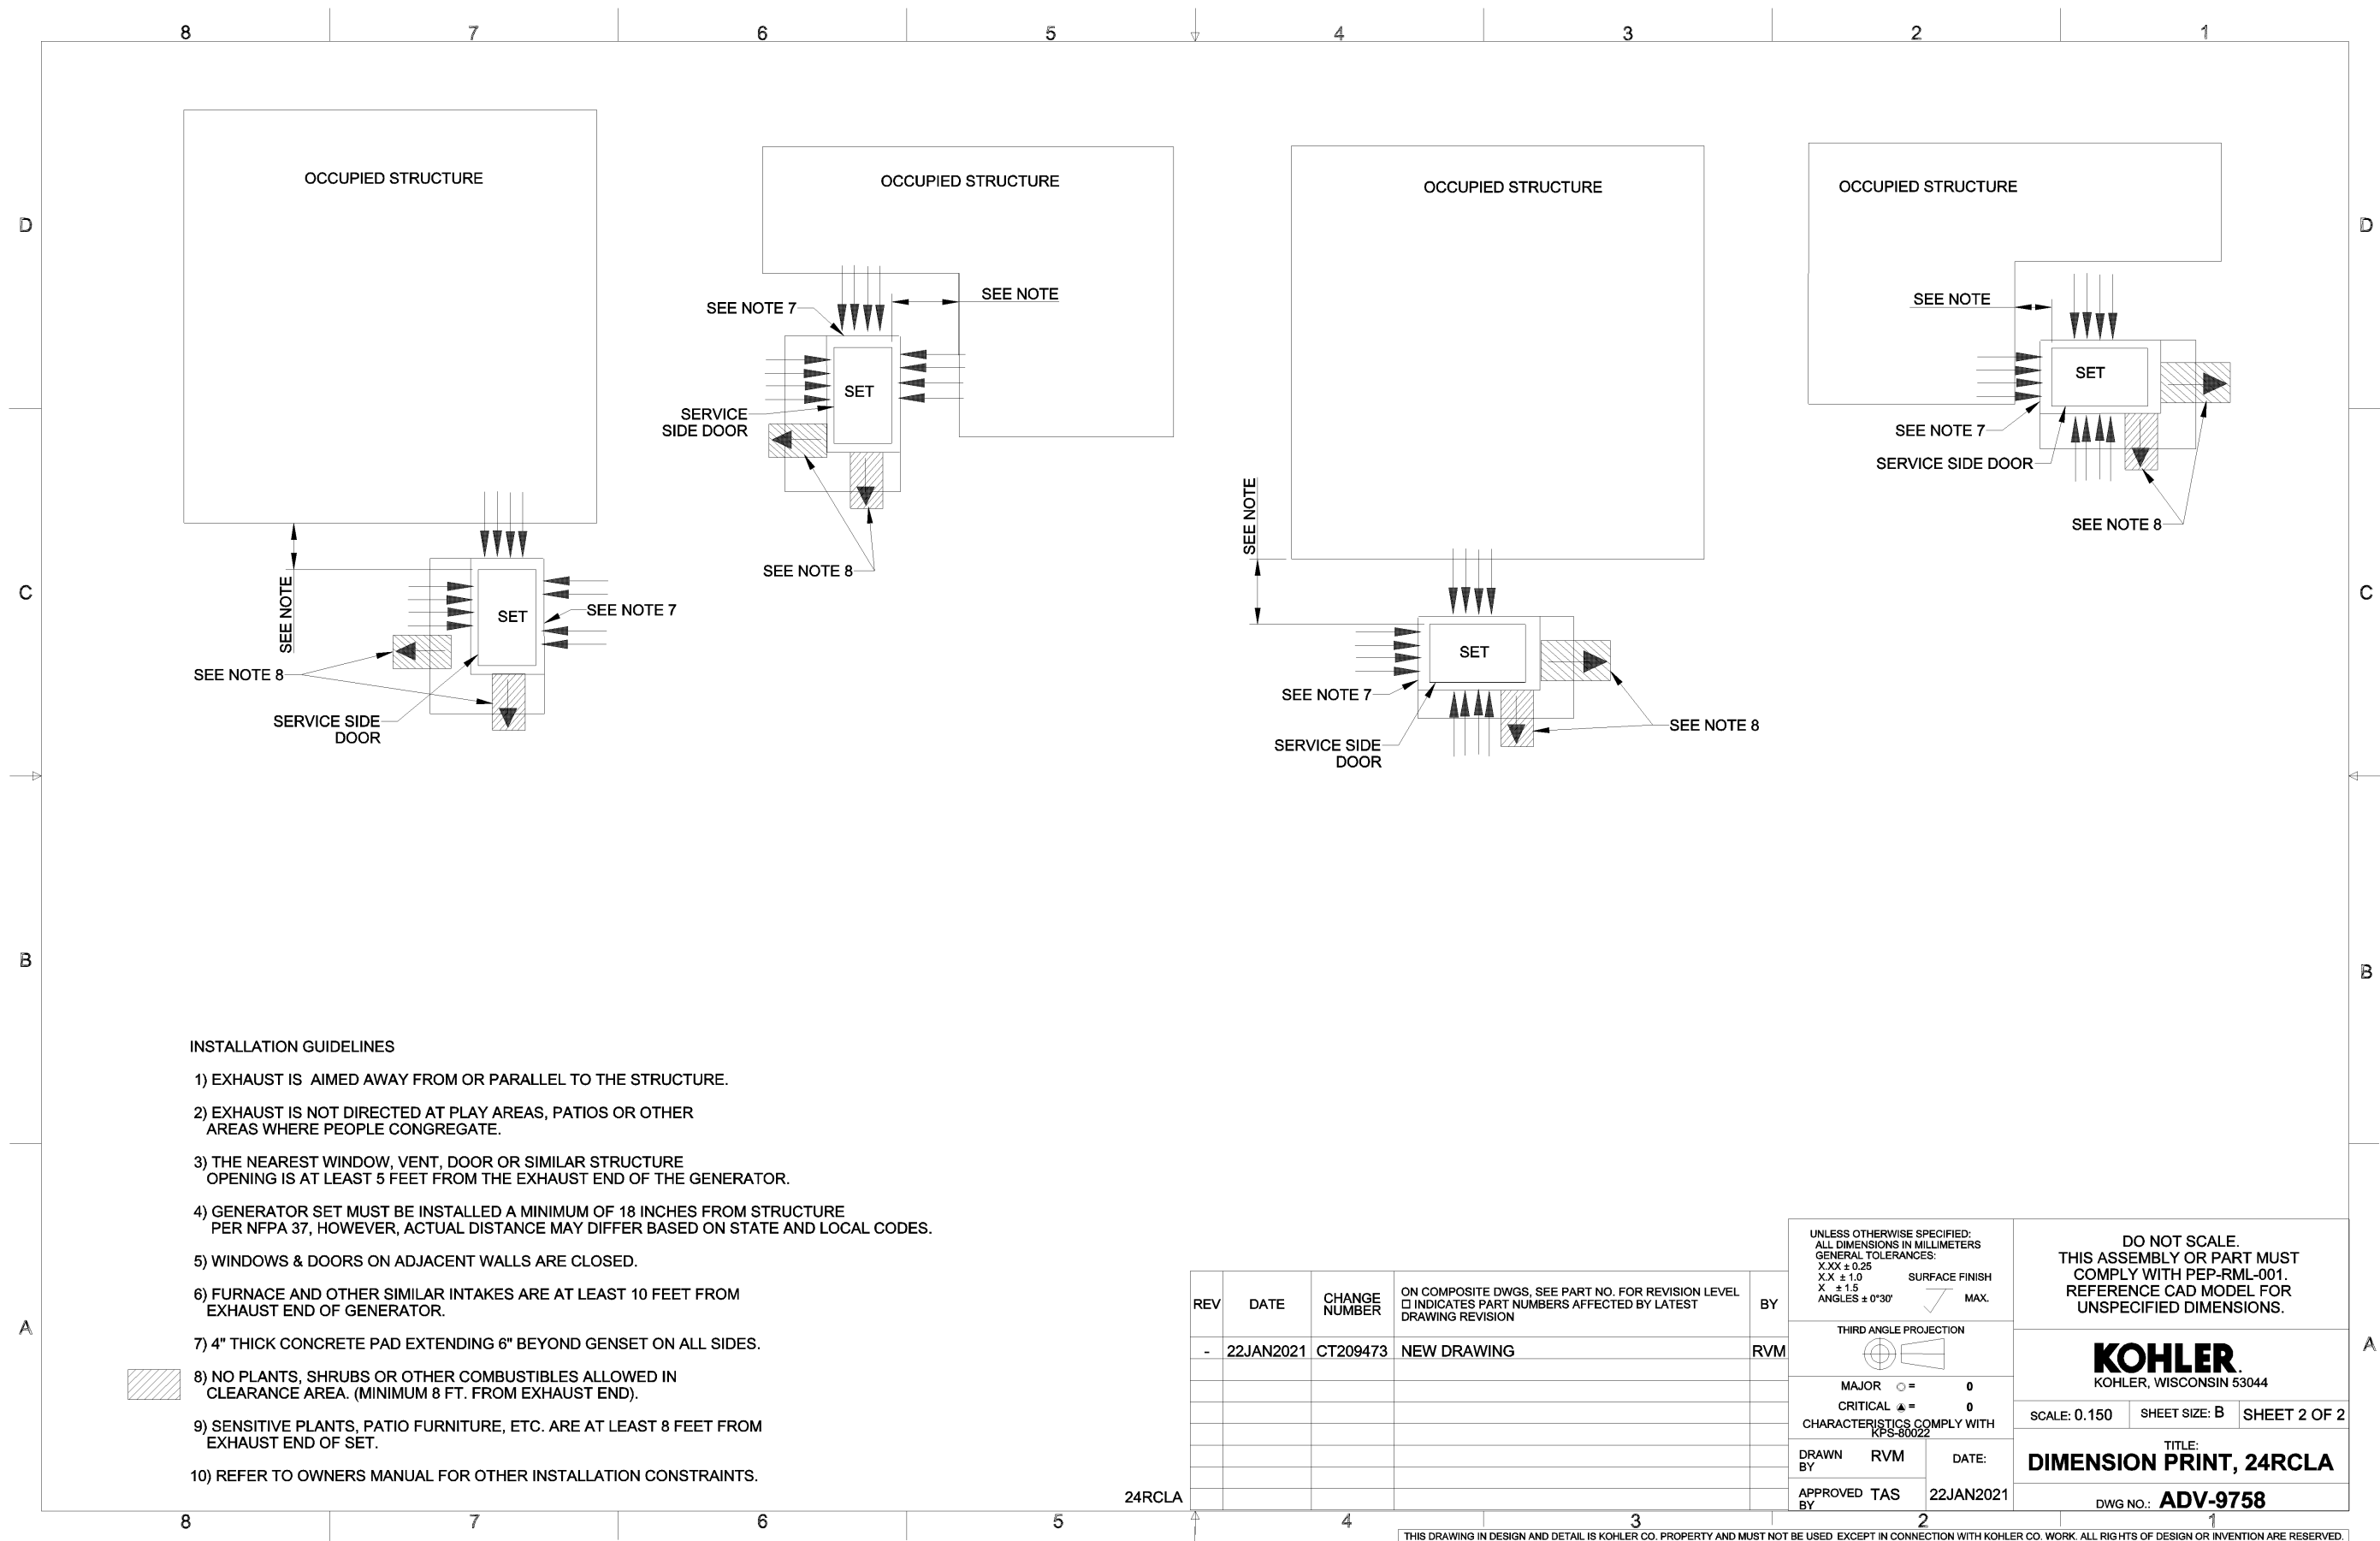 8 7 6 5 4 3 2 1
D
D
OCCUPIED STRUCTURE
SEE NOTE
SET
SEE NOTE 7
SEE NOTE 8
SERVICE SIDE
DOOR
OCCUPIED STRUCTURE
SEE NOTE 7
SEE NOTE
SET
SERVICE
SIDE DOOR
SEE NOTE 8
OCCUPIED STRUCTURE
SEE NOTE
SET
SEE NOTE 7
SEE NOTE 8
SERVICE SIDE
DOOR
OCCUPIED STRUCTURE
SEE NOTE
SET
SEE NOTE 7
SERVICE SIDE DOOR
SEE NOTE 8
C
C
B
B
INSTALLATION GUIDELINES
1) EXHAUST IS AIMED AWAY FROM OR PARALLEL TO THE STRUCTURE.
2) EXHAUST IS NOT DIRECTED AT PLAY AREAS, PATIOS OR OTHER
AREAS WHERE PEOPLE CONGREGATE.
3) THE NEAREST WINDOW, VENT, DOOR OR SIMILAR STRUCTURE
OPENING IS AT LEAST 5 FEET FROM THE EXHAUST END OF THE GENERATOR.
4) GENERATOR SET MUST BE INSTALLED A MINIMUM OF 18 INCHES FROM STRUCTURE
PER NFPA 37, HOWEVER, ACTUAL DISTANCE MAY DIFFER BASED ON STATE AND LOCAL CODES.
5) WINDOWS & DOORS ON ADJACENT WALLS ARE CLOSED.
6) FURNACE AND OTHER SIMILAR INTAKES ARE AT LEAST 10 FEET FROM
EXHAUST END OF GENERATOR.
7) 4" THICK CONCRETE PAD EXTENDING 6" BEYOND GENSET ON ALL SIDES.
8) NO PLANTS, SHRUBS OR OTHER COMBUSTIBLES ALLOWED IN
CLEARANCE AREA. (MINIMUM 8 FT. FROM EXHAUST END).
9) SENSITIVE PLANTS, PATIO FURNITURE, ETC. ARE AT LEAST 8 FEET FROM
EXHAUST END OF SET.
10) REFER TO OWNERS MANUAL FOR OTHER INSTALLATION CONSTRAINTS.
A
A
24RCLA
REV DATE CHANGE NUMBER ON COMPOSITE DWGS, SEE PART NO. FOR REVISION LEVEL
☐ INDICATES PART NUMBERS AFFECTED BY LATEST
DRAWING REVISION
BY
- 22JAN2021 CT209473 NEW DRAWING RVM
UNLESS OTHERWISE SPECIFIED:
ALL DIMENSIONS IN MILLIMETERS
GENERAL TOLERANCES:
X.XX ± 0.25
X.X ± 1.0
X ± 1.5
ANGLES ± 0°30'
SURFACE FINISH
MAX.
THIRD ANGLE PROJECTION
MAJOR ○ = 0
CRITICAL ▲ = 0
CHARACTERISTICS COMPLY WITH
KPS-80022
DRAWN BY RVM DATE:
APPROVED BY TAS 22JAN2021
DO NOT SCALE.
THIS ASSEMBLY OR PART MUST
COMPLY WITH PEP-RML-001.
REFERENCE CAD MODEL FOR
UNSPECIFIED DIMENSIONS.
KOHLER.
KOHLER, WISCONSIN 53044
SCALE: 0.150 SHEET SIZE: B SHEET 2 OF 2
TITLE:
DIMENSION PRINT, 24RCLA
DWG NO.: ADV-9758
8 7 6 5 4 3 2 1
THIS DRAWING IN DESIGN AND DETAIL IS KOHLER CO. PROPERTY AND MUST NOT BE USED EXCEPT IN CONNECTION WITH KOHLER CO. WORK. ALL RIGHTS OF DESIGN OR INVENTION ARE RESERVED.